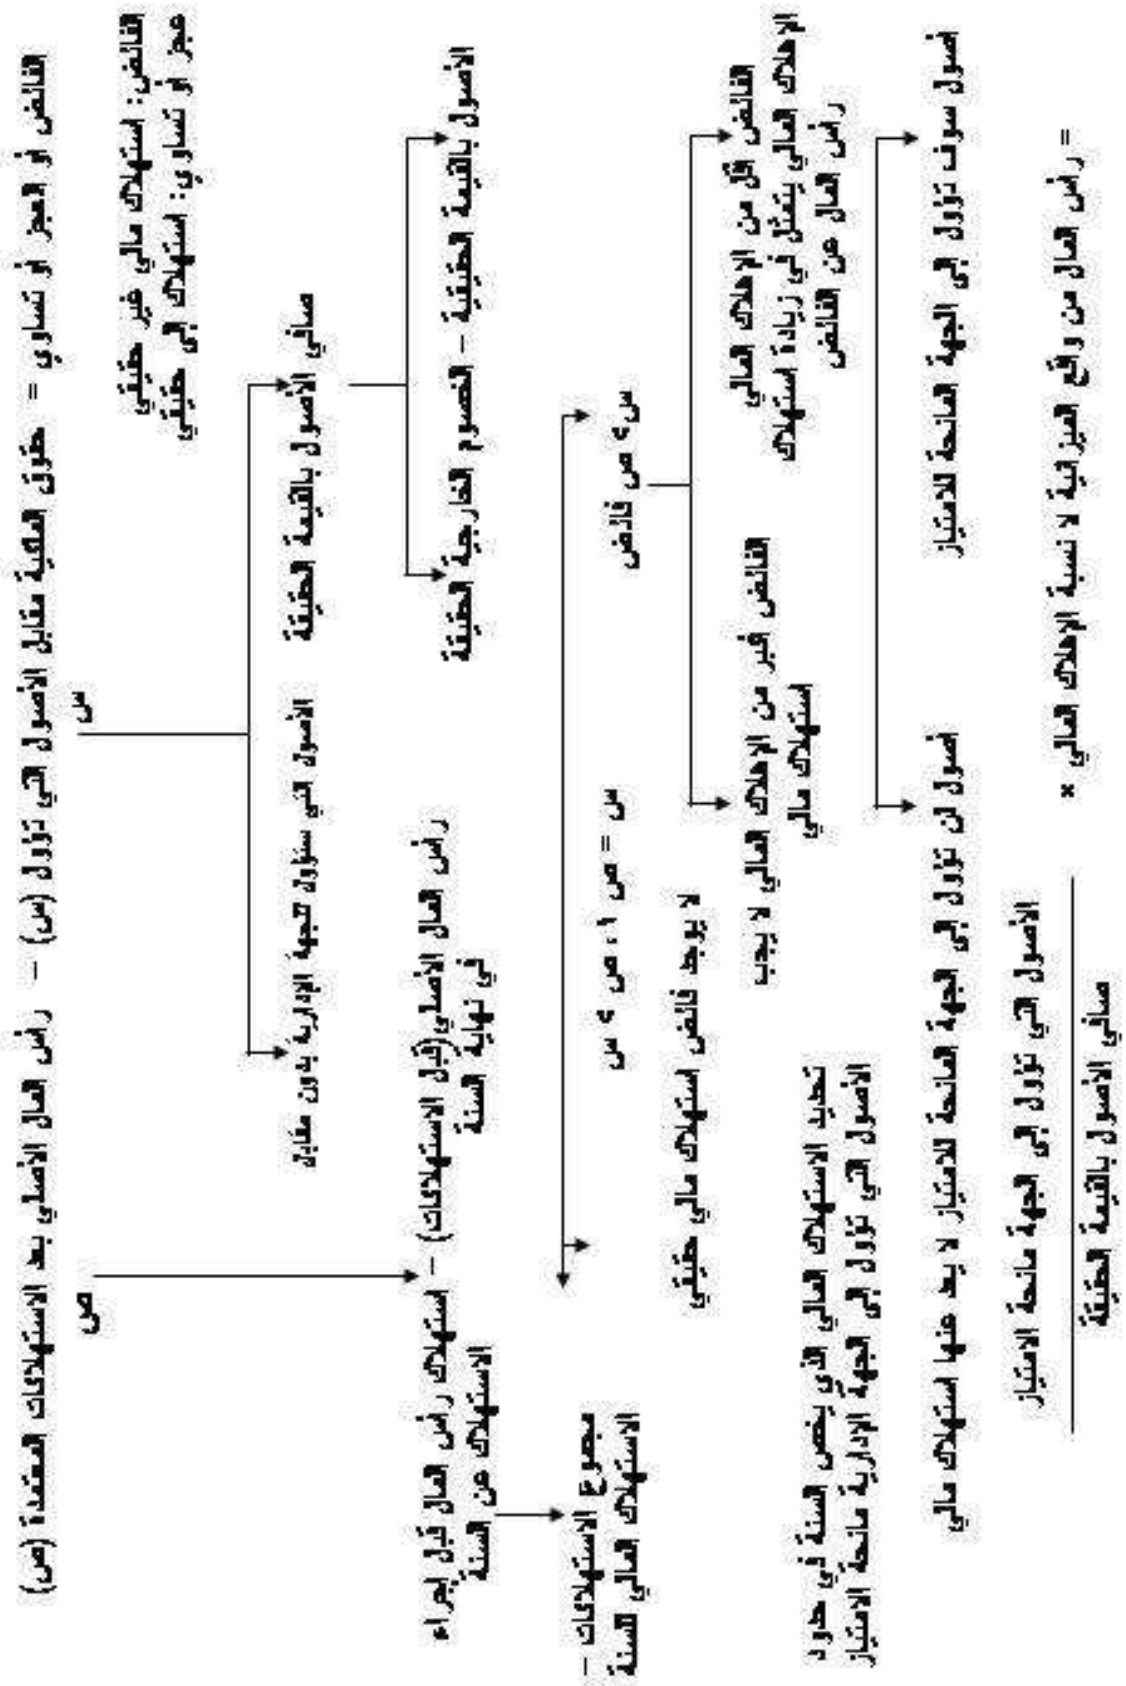 الفائض أو العجز أو تساوي = حقوق الملكية مقابل الأصول التي تؤول (س) – رأس المال الأصلي بعد الاستهلاكات المعتمدة (ص)
الفائض: استهلاك مالي غير حقيقي
عجز أو تساوي: استهلاك إلى حقيقي
س
ص
صافي الأصول بالقيمة الحقيقة
الأصول التي ستؤول للجهة الإدارية بدون مقابل
الأصول بالقيمة الحقيقية – الخصوم الخارجية الحقيقة
رأس المال الأصلي (قبل الاستهلاكات) – استهلاك رأس المال قبل إجراء
في نهاية السنة
الاستهلاك عن السنة
س > ص فائض
س = ص ، ص > س
مجموع الاستهلاكات –
الاستهلاك المالي للسنة
لا يوجد فائض استهلاك مالي حقيقي
الفائض أقل من الإهلاك المالي
الإهلاك المالي يتمثل في زيادة استهلاك
رأس المال عن الفائض
الفائض أكبر من الإهلاك المالي لا يجب
استهلاك مالي
تحديد الاستهلاك المالي الذي يخص السنة في حدود
الأصول التي تؤول إلى الجهة الإدارية مانحة الامتياز
أصول سوف تؤول إلى الجهة المانحة للامتياز
أصول لن تؤول إلى الجهة المانحة للامتياز لا يعد عنها استهلاك مالي
= رأس المال من واقع الميزانية لا نسبة الإهلاك المالي ×
الأصول التي تؤول إلى الجهة مانحة الامتياز
صافي الأصول بالقيمة الحقيقة